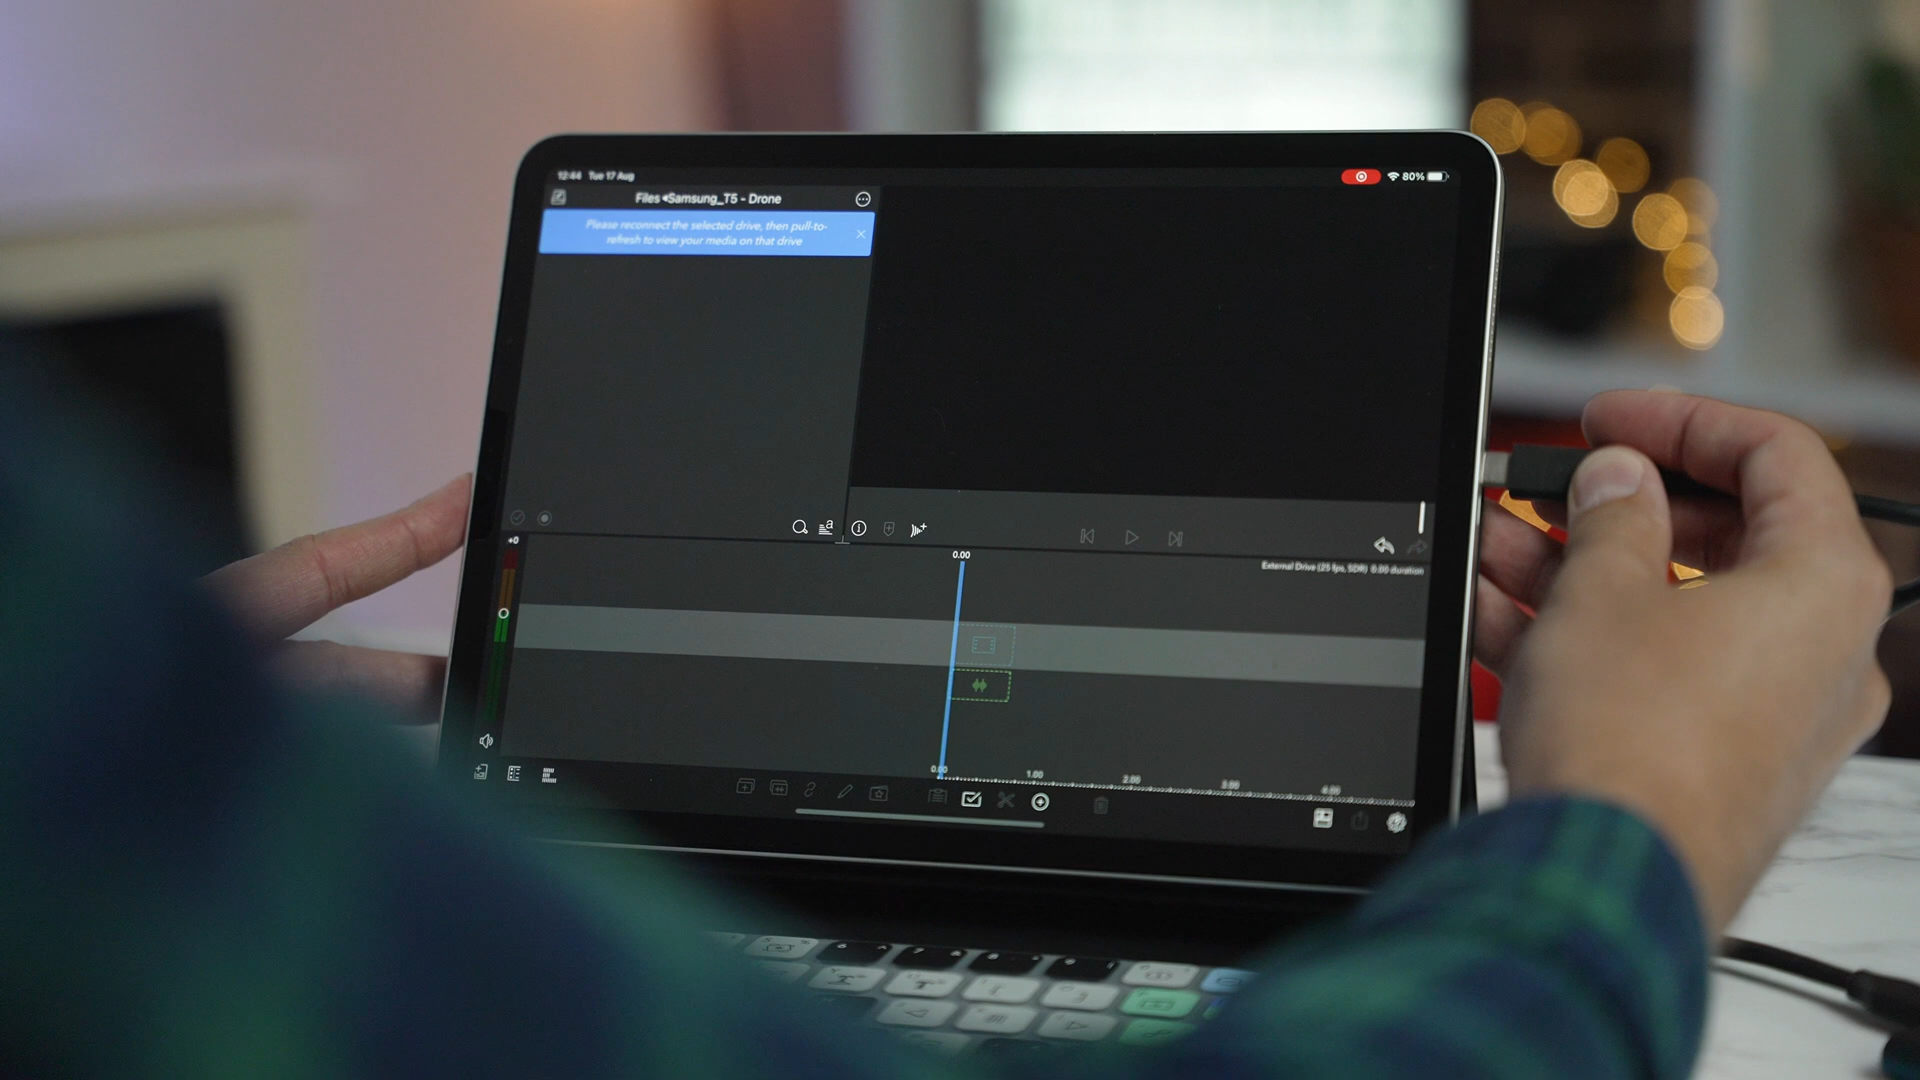 12:44 Tue 17 Aug
80%
Files Samsung_T5 - Drone
Please reconnect the selected drive, then pull-to-
refresh to view your media on that drive
+0
0.00
External Drive (25 fps, SDR) 0.00 duration
0.00 1.00 2.00 3.00 4.00